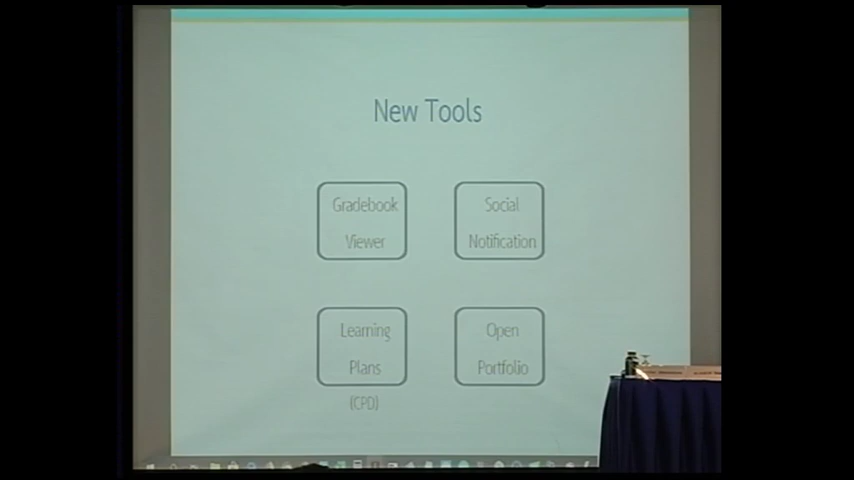 New Tools
Gradebook
Viewer
Social
Notification
Learning
Plans
(CPD)
Open
Portfolio